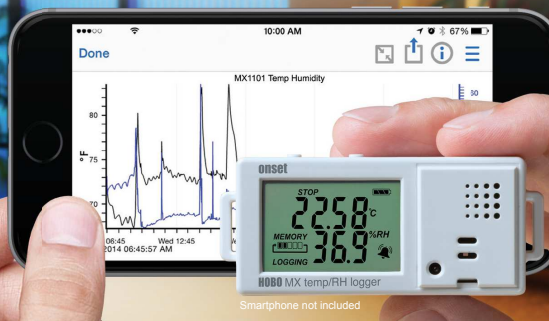 10:00 AM
67%
Done
MX1101 Temp Humidity
80
80
°F
75
70
06:45
Wed 12:45
We
2014 06:45:57 AM
onset
STOP
22.58°C
MEMORY
36.9%RH
LOGGING
HOBO MX temp/RH logger
Smartphone not included